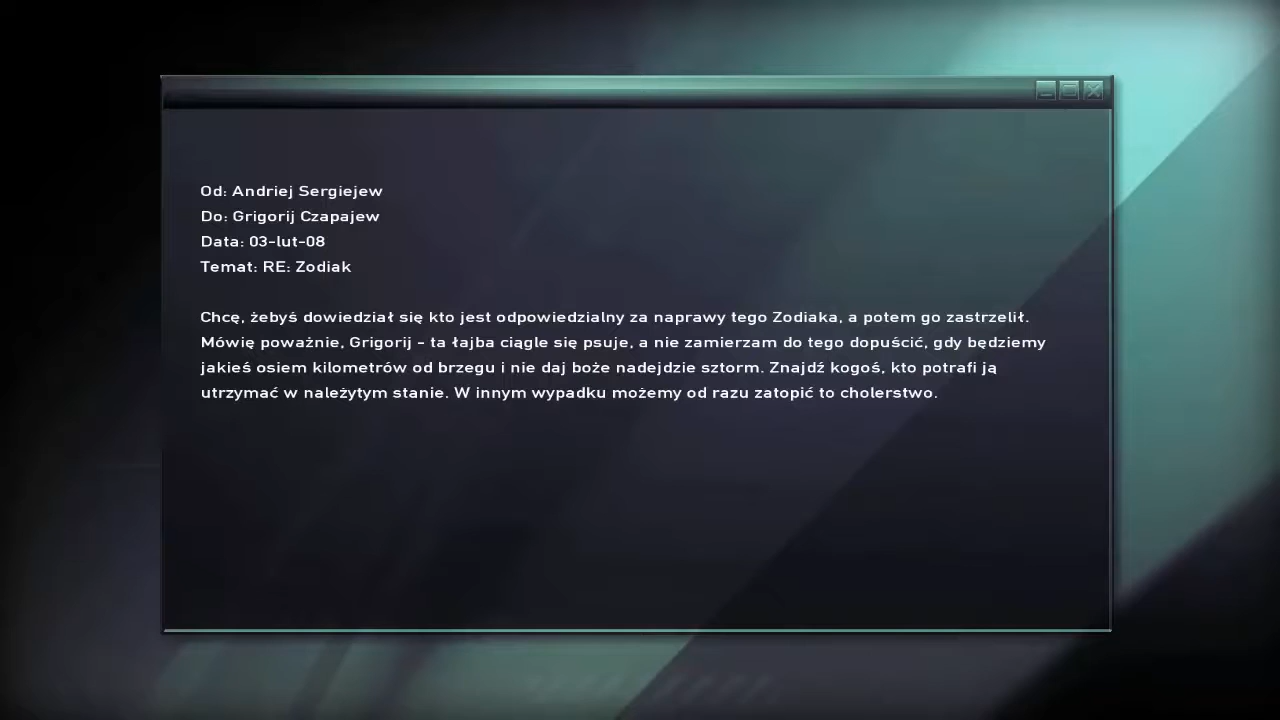 Od: Andriej Sergiejew
Do: Grigorij Czapajew
Data: 03-lut-08
Temat: RE: Zodiak
Chcę, żebyś dowiedział się kto jest odpowiedzialny za naprawy tego Zodiaka, a potem go zastrzelił.
Mówię poważnie, Grigorij - ta łajba ciągle się psuje, a nie zamierzam do tego dopuścić, gdy będziemy
jakieś osiem kilometrów od brzegu i nie daj boże nadejdzie sztorm. Znajdź kogoś, kto potrafi ją
utrzymać w należytym stanie. W innym wypadku możemy od razu zatopić to cholerstwo.